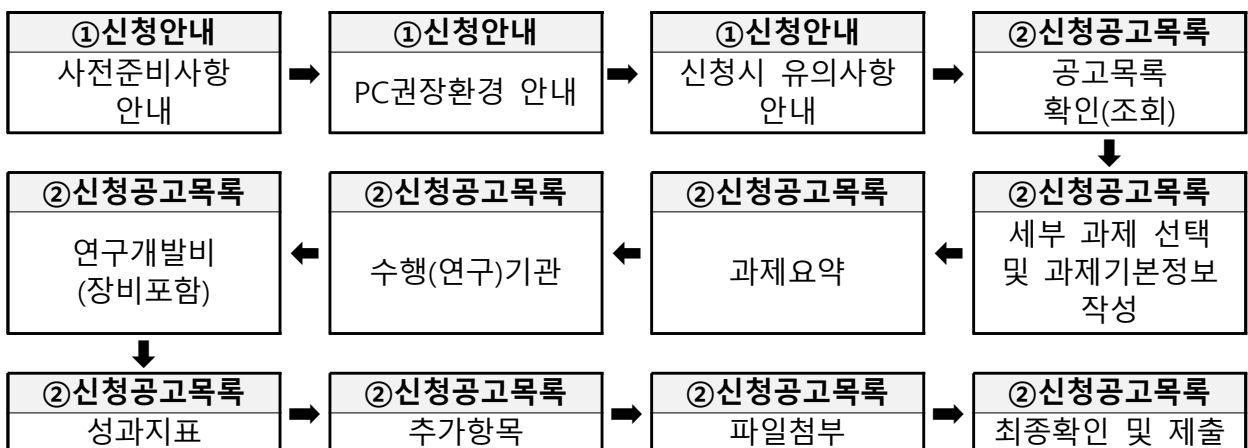 ①신청안내
사전준비사항
안내
①신청안내
PC권장환경 안내
①신청안내
신청시 유의사항
안내
②신청공고목록
공고목록
확인(조회)
②신청공고목록
세부 과제 선택
및 과제기본정보
작성
②신청공고목록
과제요약
②신청공고목록
수행(연구)기관
②신청공고목록
연구개발비
(장비포함)
②신청공고목록
성과지표
②신청공고목록
추가항목
②신청공고목록
파일첨부
②신청공고목록
최종확인 및 제출